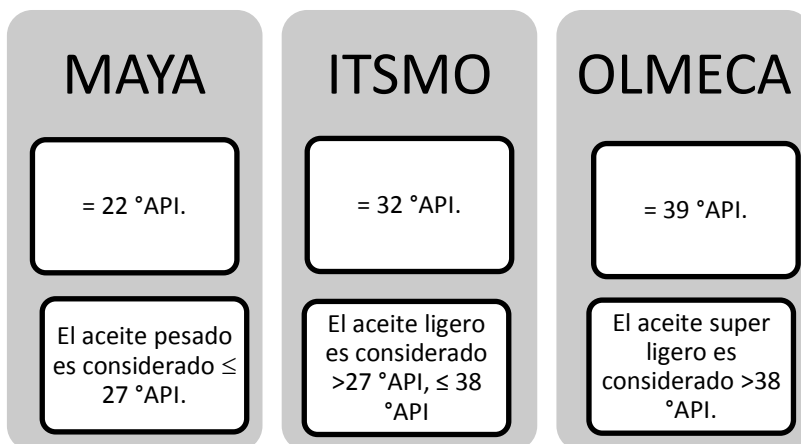 MAYA
= 22 °API.
El aceite pesado
es considerado ≤
27 °API.
ITSMO
= 32 °API.
El aceite ligero
es considerado
>27 °API, ≤ 38
°API
OLMECA
= 39 °API.
El aceite super
ligero es
considerado >38
°API.